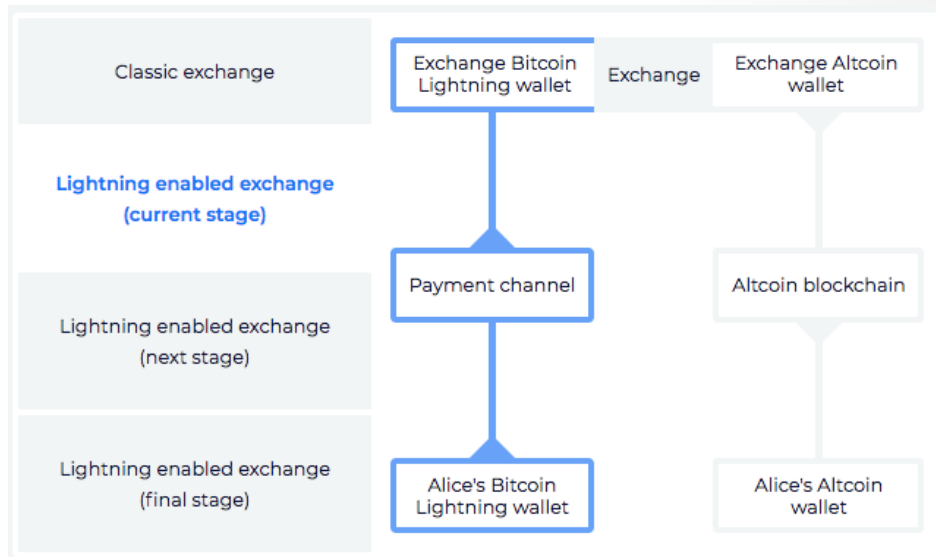 Classic exchange
Lightning enabled exchange
(current stage)
Lightning enabled exchange
(next stage)
Lightning enabled exchange
(final stage)
Exchange Bitcoin
Lightning wallet
Exchange
Exchange Altcoin
wallet
Payment channel
Altcoin blockchain
Alice's Bitcoin
Lightning wallet
Alice's Altcoin
wallet